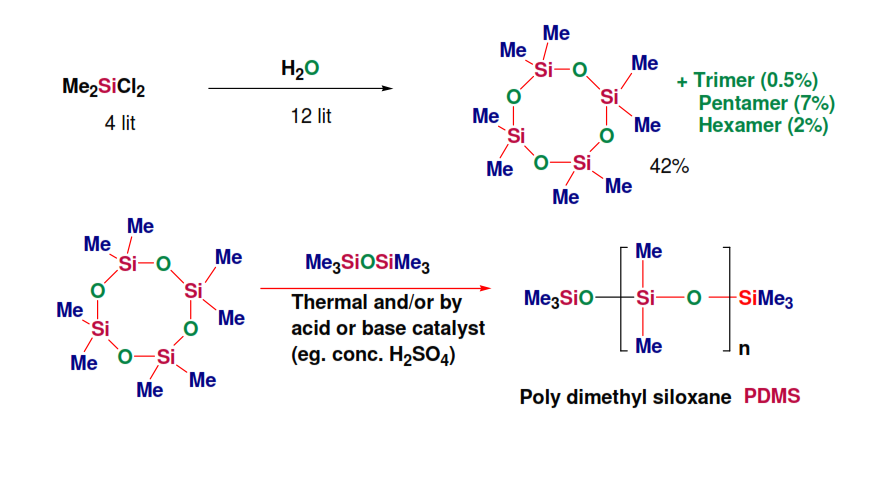 Me₂SiCl₂
4 lit
H₂O
12 lit
Me
Me
Si O
Me
O
Si
Me
Me
Si
O
Me
O Si
Me
Me
+ Trimer (0.5%)
Pentamer (7%)
Hexamer (2%)
42%
Me
Me
Si O
Me
O
Si
Me
Me
Si
O
Me
O Si
Me
Me
Me₃SiOSiMe₃
Thermal and/or by
acid or base catalyst
(eg. conc. H₂SO₄)
Me
Me₃SiO Si O SiMe₃
Me
n
Poly dimethyl siloxane PDMS